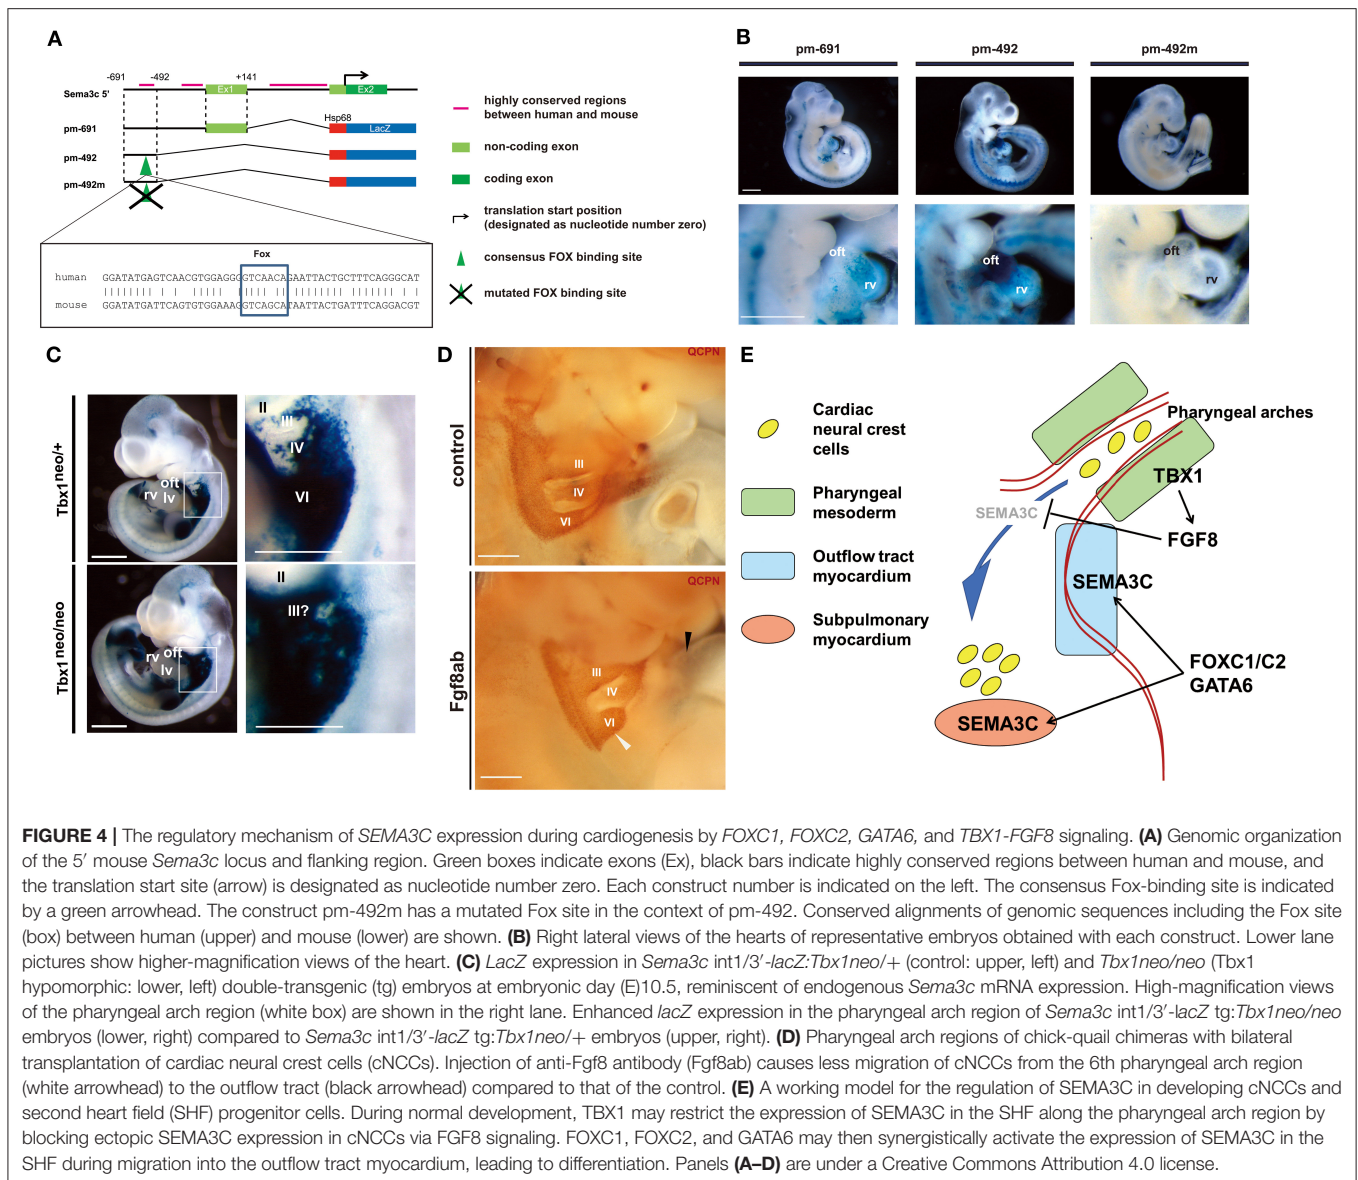 A
-691
-492
+141
Sema3c 5'
Ex1
Ex2
pm-691
Hsp68
LacZ
pm-492
pm-492m
Fox
human GGATATGAGTCAACGTGGAGGGGTCAACAGAATTACTGCTTTCAGGGCAT
mouse GGATATGATTCAGTGTGGAAAGGTCAGCATAATTACTGATTTCAGGACGT
highly conserved regions
between human and mouse
non-coding exon
coding exon
translation start position
(designated as nucleotide number zero)
consensus FOX binding site
mutated FOX binding site
B
pm-691
pm-492
pm-492m
oft
rv
oft
rv
oft
rv
C
Tbx1neo/+
oft
rv
lv
II
III
IV
VI
Tbx1neo/neo
oft
rv
lv
II
III?
D
control
QCPN
III
IV
VI
Fgf8ab
QCPN
III
IV
VI
E
Cardiac
neural crest
cells
Pharyngeal
mesoderm
Outflow tract
myocardium
Subpulmonary
myocardium
Pharyngeal arches
TBX1
SEMA3C
FGF8
SEMA3C
FOXC1/C2
GATA6
SEMA3C
FIGURE 4 | The regulatory mechanism of SEMA3C expression during cardiogenesis by FOXC1, FOXC2, GATA6, and TBX1-FGF8 signaling. (A) Genomic organization
of the 5′ mouse Sema3c locus and flanking region. Green boxes indicate exons (Ex), black bars indicate highly conserved regions between human and mouse, and
the translation start site (arrow) is designated as nucleotide number zero. Each construct number is indicated on the left. The consensus Fox-binding site is indicated
by a green arrowhead. The construct pm-492m has a mutated Fox site in the context of pm-492. Conserved alignments of genomic sequences including the Fox site
(box) between human (upper) and mouse (lower) are shown. (B) Right lateral views of the hearts of representative embryos obtained with each construct. Lower lane
pictures show higher-magnification views of the heart. (C) LacZ expression in Sema3c int1/3′-lacZ:Tbx1neo/+ (control: upper, left) and Tbx1neo/neo (Tbx1
hypomorphic: lower, left) double-transgenic (tg) embryos at embryonic day (E)10.5, reminiscent of endogenous Sema3c mRNA expression. High-magnification views
of the pharyngeal arch region (white box) are shown in the right lane. Enhanced lacZ expression in the pharyngeal arch region of Sema3c int1/3′-lacZ tg:Tbx1neo/neo
embryos (lower, right) compared to Sema3c int1/3′-lacZ tg:Tbx1neo/+ embryos (upper, right). (D) Pharyngeal arch regions of chick-quail chimeras with bilateral
transplantation of cardiac neural crest cells (cNCCs). Injection of anti-Fgf8 antibody (Fgf8ab) causes less migration of cNCCs from the 6th pharyngeal arch region
(white arrowhead) to the outflow tract (black arrowhead) compared to that of the control. (E) A working model for the regulation of SEMA3C in developing cNCCs and
second heart field (SHF) progenitor cells. During normal development, TBX1 may restrict the expression of SEMA3C in the SHF along the pharyngeal arch region by
blocking ectopic SEMA3C expression in cNCCs via FGF8 signaling. FOXC1, FOXC2, and GATA6 may then synergistically activate the expression of SEMA3C in the
SHF during migration into the outflow tract myocardium, leading to differentiation. Panels (A–D) are under a Creative Commons Attribution 4.0 license.